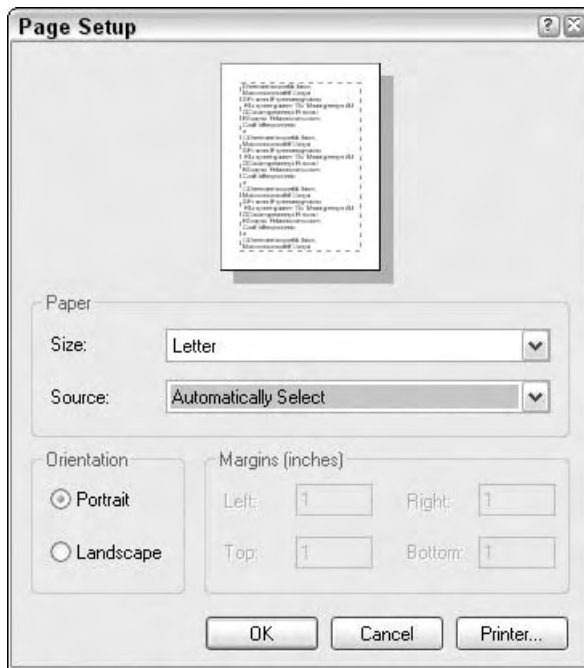 Page Setup
Paper
Size: Letter
Source: Automatically Select
Orientation
Margins (inches)
Portrait
Left: 1 Right: 1
Landscape
Top: 1 Bottom: 1
OK Cancel Printer...